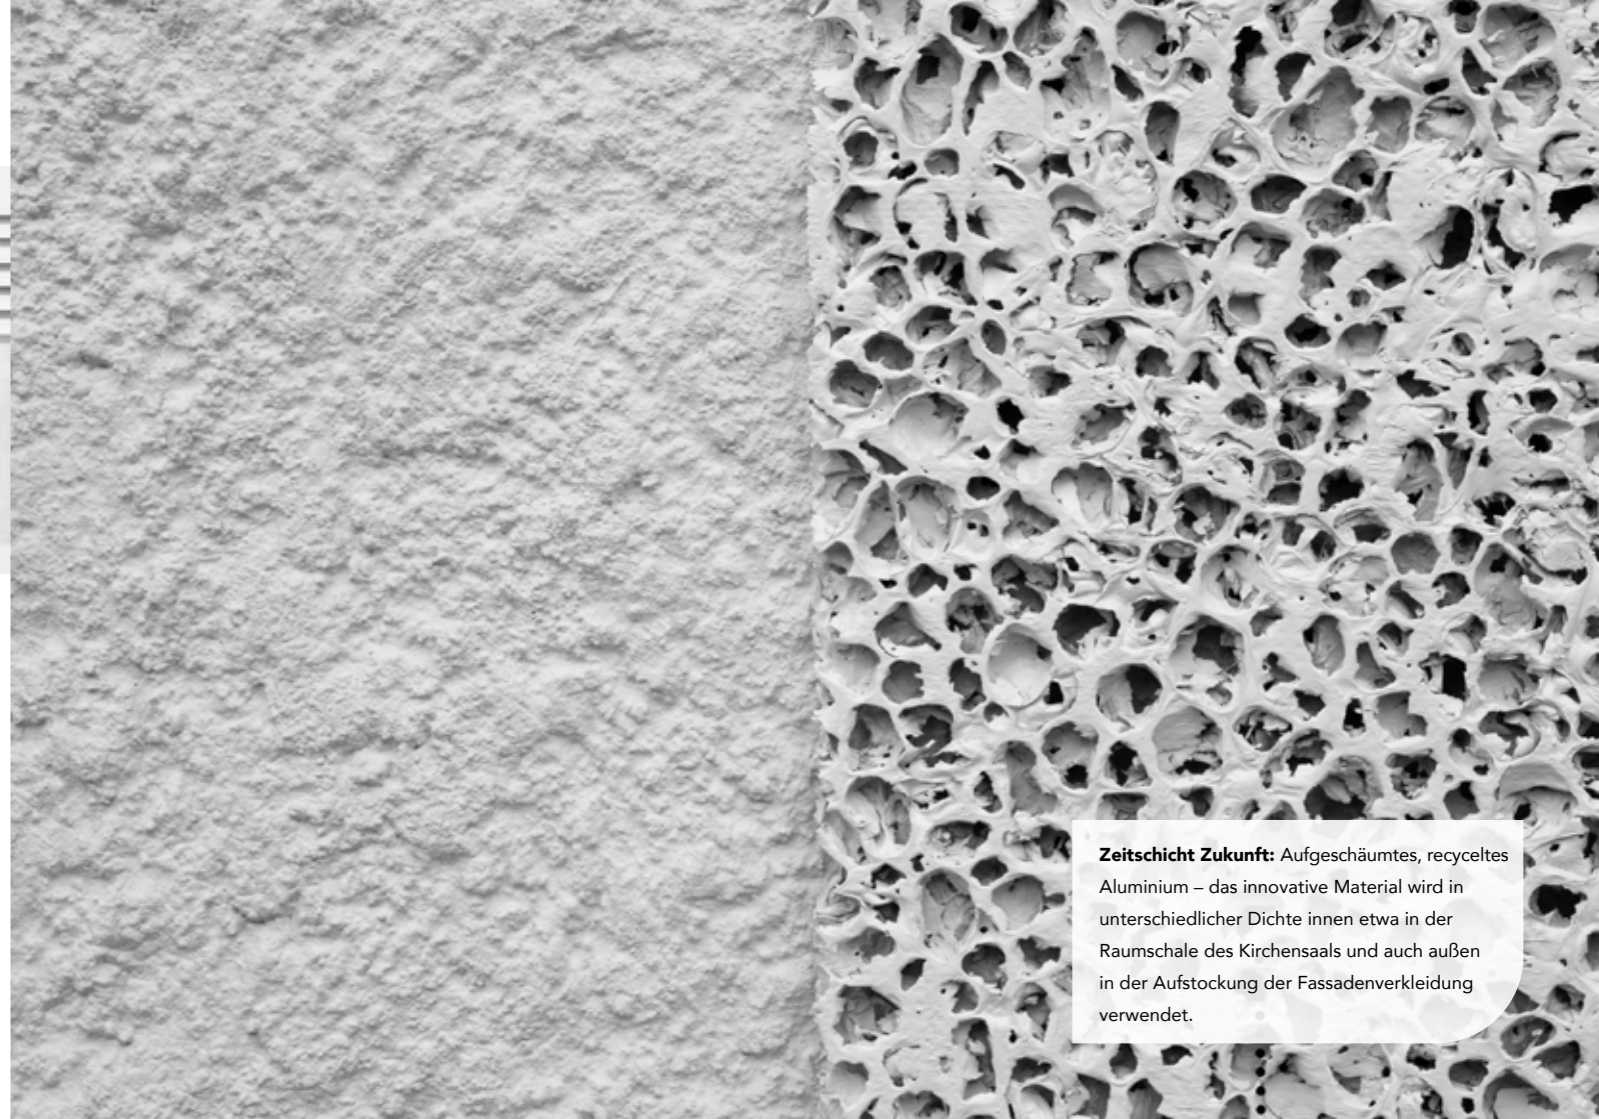 Zeitschicht Zukunft: Aufgeschäumtes, recyceltes
Aluminium – das innovative Material wird in
unterschiedlicher Dichte innen etwa in der
Raumschale des Kirchensaals und auch außen
in der Aufstockung der Fassadenverkleidung
verwendet.